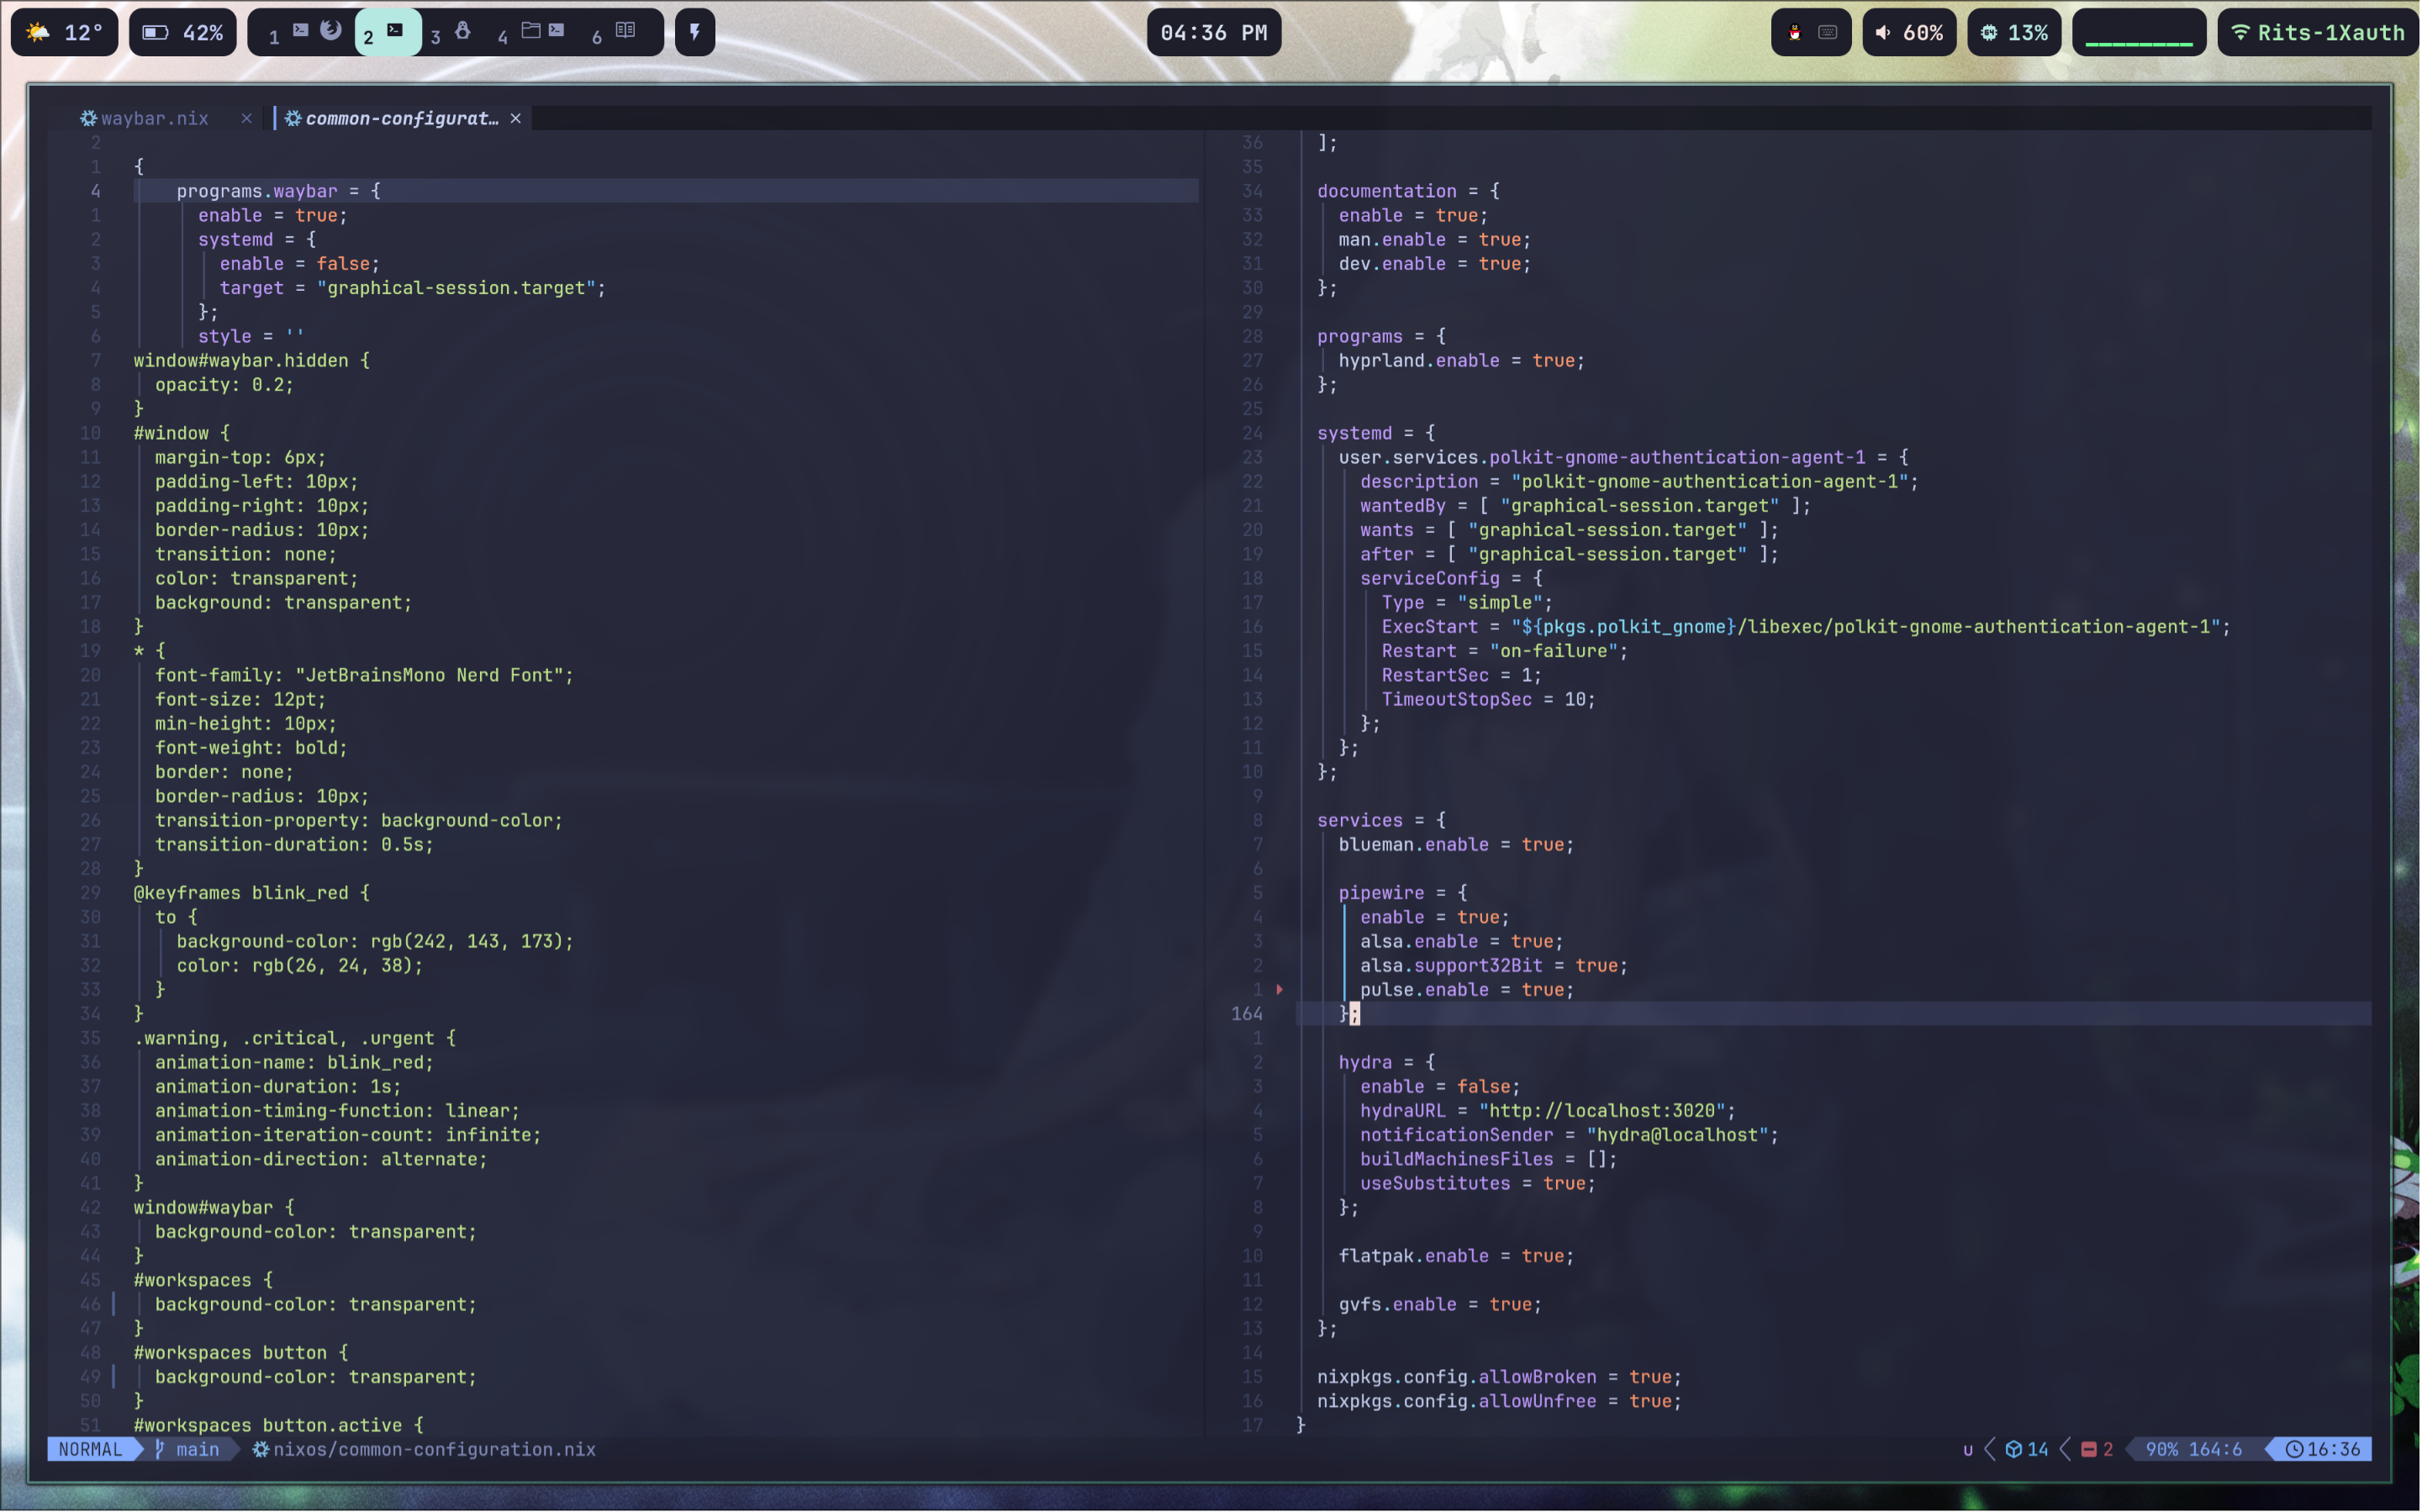 12° 42% 1 2 3 4 6 04:36 PM 60% 13% Rits-1Xauth
waybar.nix × common-configurat… ×
2
1 {
4     programs.waybar = {
1       enable = true;
2       systemd = {
3         enable = false;
4         target = "graphical-session.target";
5       };
6       style = ''
7 window#waybar.hidden {
8   opacity: 0.2;
9 }
10 #window {
11   margin-top: 6px;
12   padding-left: 10px;
13   padding-right: 10px;
14   border-radius: 10px;
15   transition: none;
16   color: transparent;
17   background: transparent;
18 }
19 * {
20   font-family: "JetBrainsMono Nerd Font";
21   font-size: 12pt;
22   min-height: 10px;
23   font-weight: bold;
24   border: none;
25   border-radius: 10px;
26   transition-property: background-color;
27   transition-duration: 0.5s;
28 }
29 @keyframes blink_red {
30   to {
31     background-color: rgb(242, 143, 173);
32     color: rgb(26, 24, 38);
33   }
34 }
35 .warning, .critical, .urgent {
36   animation-name: blink_red;
37   animation-duration: 1s;
38   animation-timing-function: linear;
39   animation-iteration-count: infinite;
40   animation-direction: alternate;
41 }
42 window#waybar {
43   background-color: transparent;
44 }
45 #workspaces {
46   background-color: transparent;
47 }
48 #workspaces button {
49   background-color: transparent;
50 }
51 #workspaces button.active {
36   ];
35
34   documentation = {
33     enable = true;
32     man.enable = true;
31     dev.enable = true;
30   };
29
28   programs = {
27     hyprland.enable = true;
26   };
25
24   systemd = {
23     user.services.polkit-gnome-authentication-agent-1 = {
22       description = "polkit-gnome-authentication-agent-1";
21       wantedBy = [ "graphical-session.target" ];
20       wants = [ "graphical-session.target" ];
19       after = [ "graphical-session.target" ];
18       serviceConfig = {
17         Type = "simple";
16         ExecStart = "${pkgs.polkit_gnome}/libexec/polkit-gnome-authentication-agent-1";
15         Restart = "on-failure";
14         RestartSec = 1;
13         TimeoutStopSec = 10;
12       };
11     };
10   };
9
8   services = {
7     blueman.enable = true;
6
5     pipewire = {
4       enable = true;
3       alsa.enable = true;
2       alsa.support32Bit = true;
1       pulse.enable = true;
164     };
1
2     hydra = {
3       enable = false;
4       hydraURL = "http://localhost:3020";
5       notificationSender = "hydra@localhost";
6       buildMachinesFiles = [];
7       useSubstitutes = true;
8     };
9
10     flatpak.enable = true;
11
12     gvfs.enable = true;
13   };
14
15   nixpkgs.config.allowBroken = true;
16   nixpkgs.config.allowUnfree = true;
17 }
NORMAL main nixos/common-configuration.nix u 14 2 90% 164:6 16:36